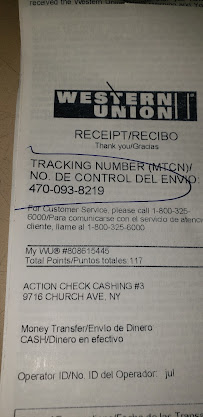 WESTERN
UNION
RECEIPT/RECIBO
Thank you/Gracias
TRACKING NUMBER (MTCN)/
NO. DE CONTROL DEL ENVIO:
470-093-8219
For Customer Service, please call 1-800-325-
6000/Para comunicarse con el servicio de atencion
cliente, llame al 1-800-325-6000
My WU® #808615445
Total Points/Puntos totales:117
ACTION CHECK CASHING #3
9716 CHURCH AVE, NY
Money Transfer/Envio de Dinero
CASH/Dinero en efectivo
Operator ID/No. ID del Operador: jul